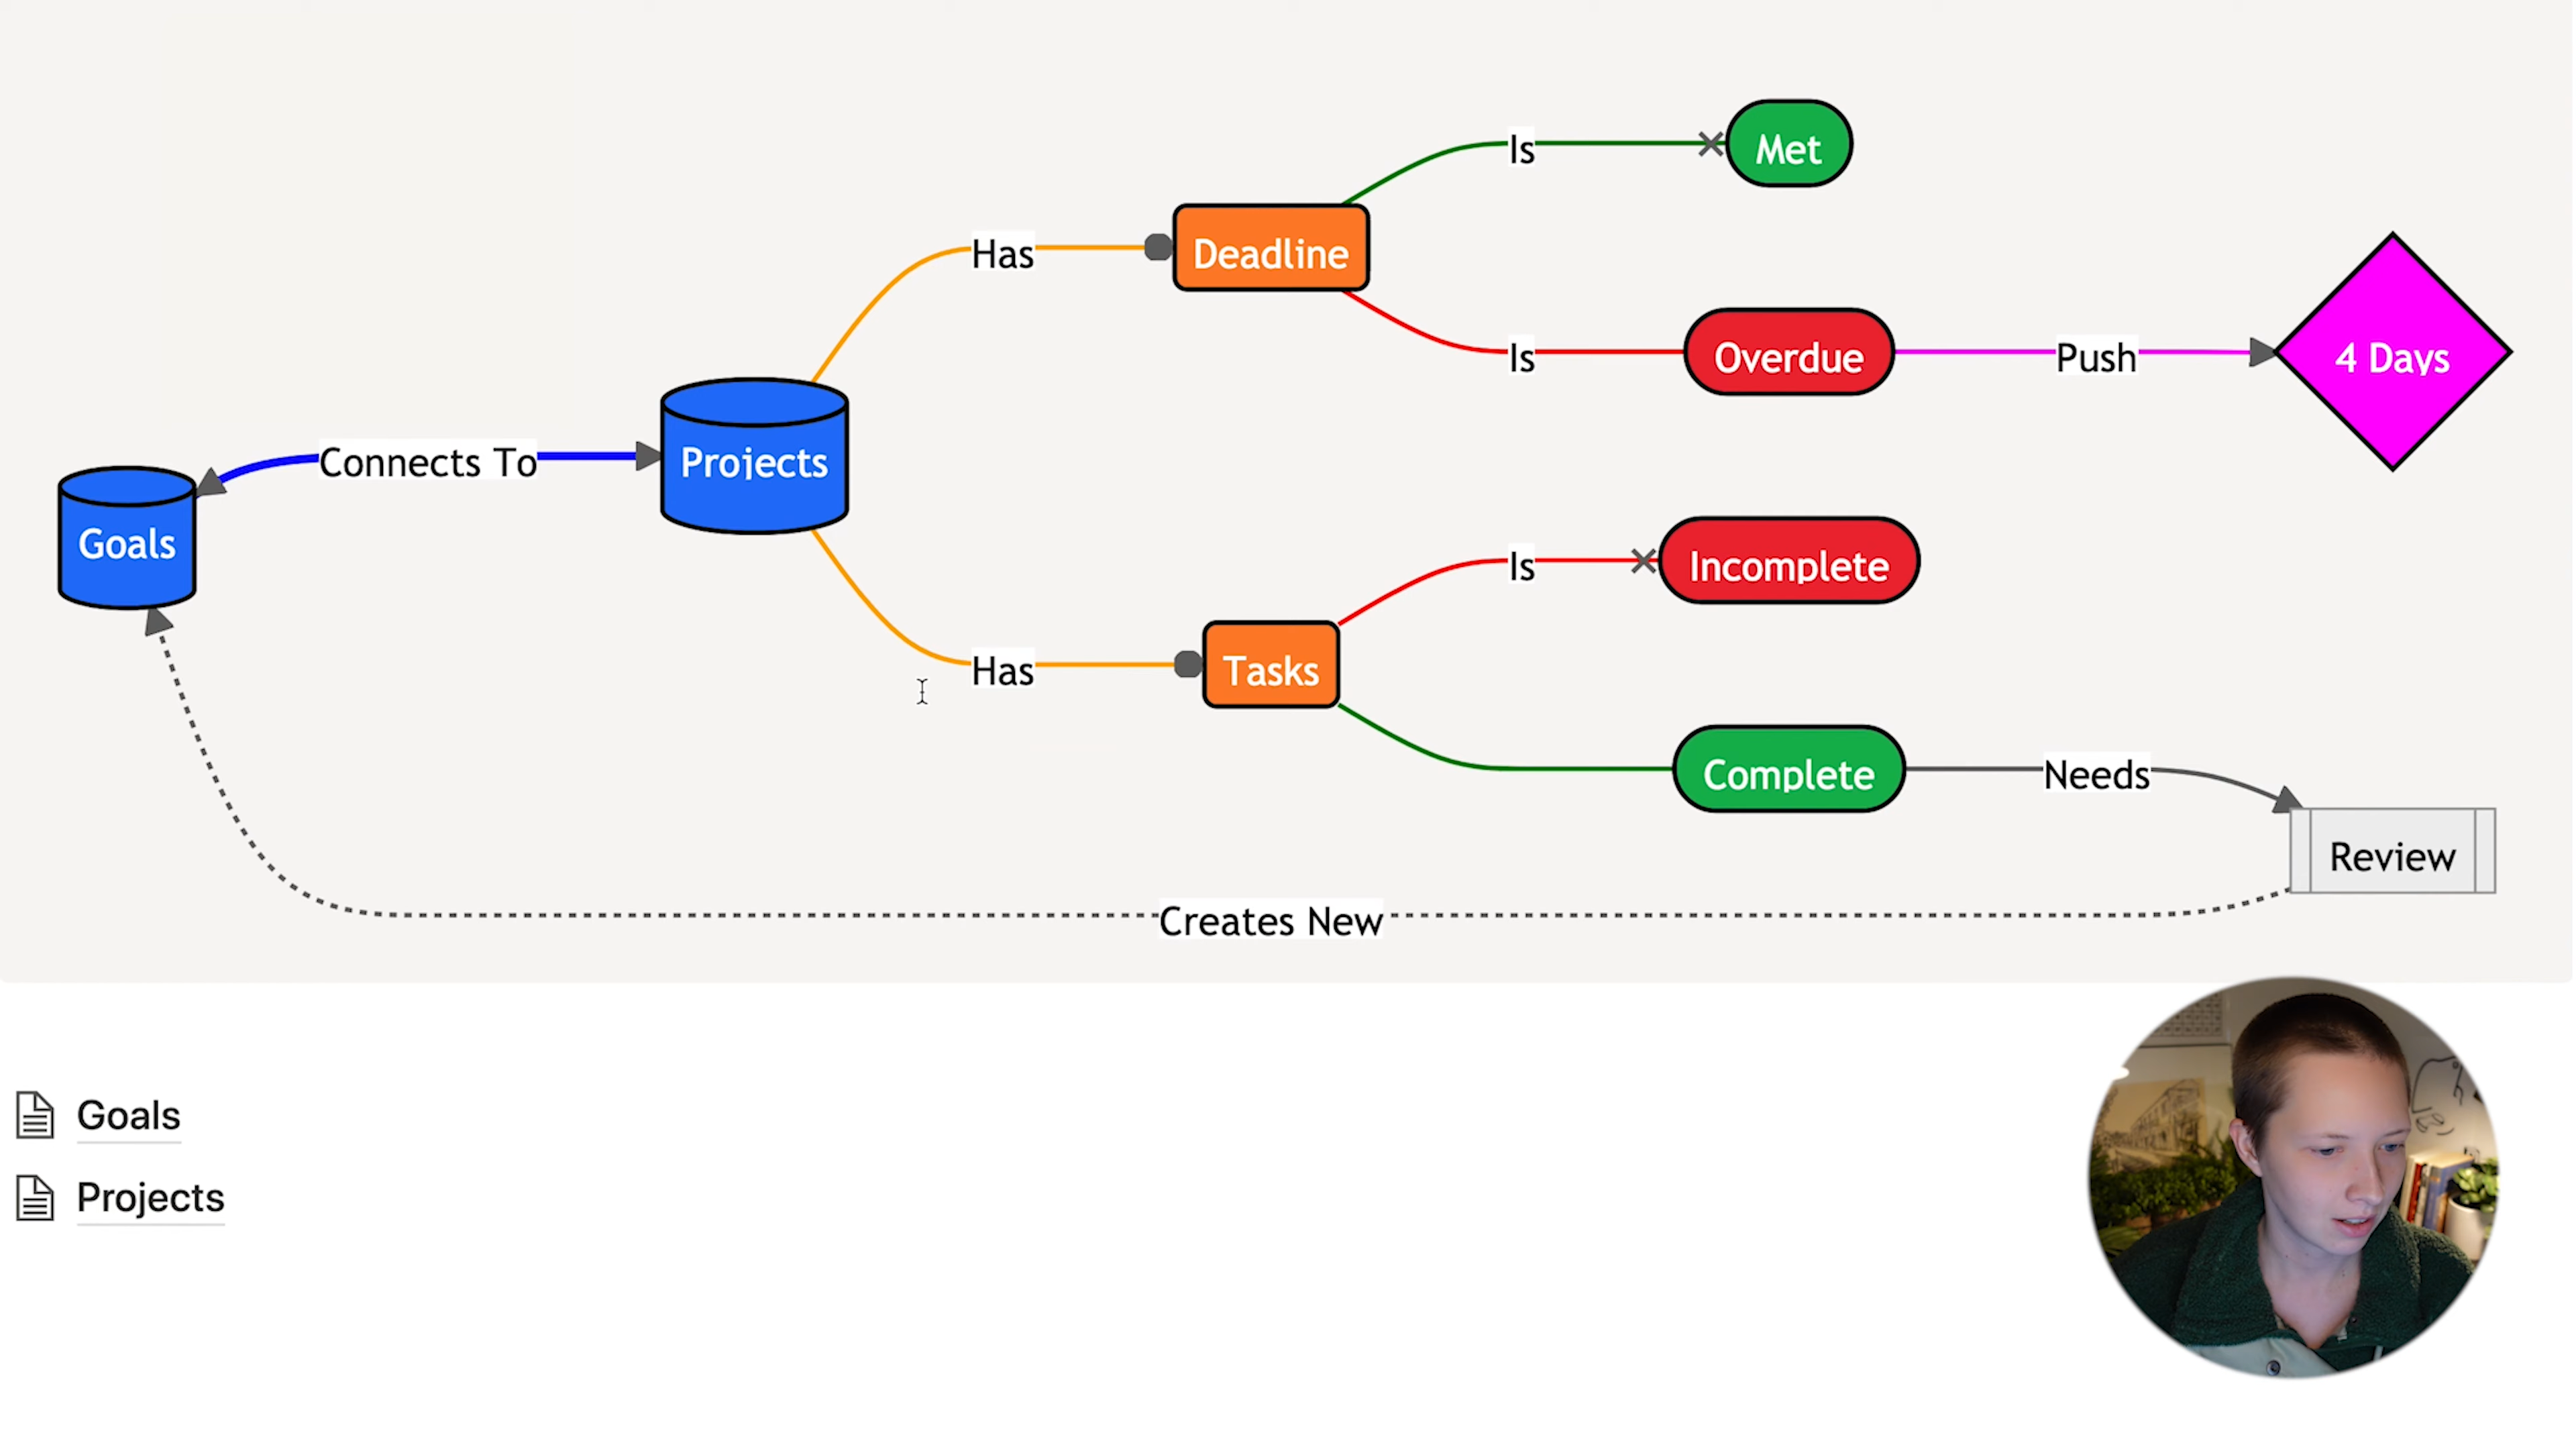 Is
Met
Has
Deadline
Is
Overdue
Push
4 Days
Connects To
Projects
Goals
Is
Incomplete
Has
Tasks
Complete
Needs
Review
Creates New
Goals
Projects